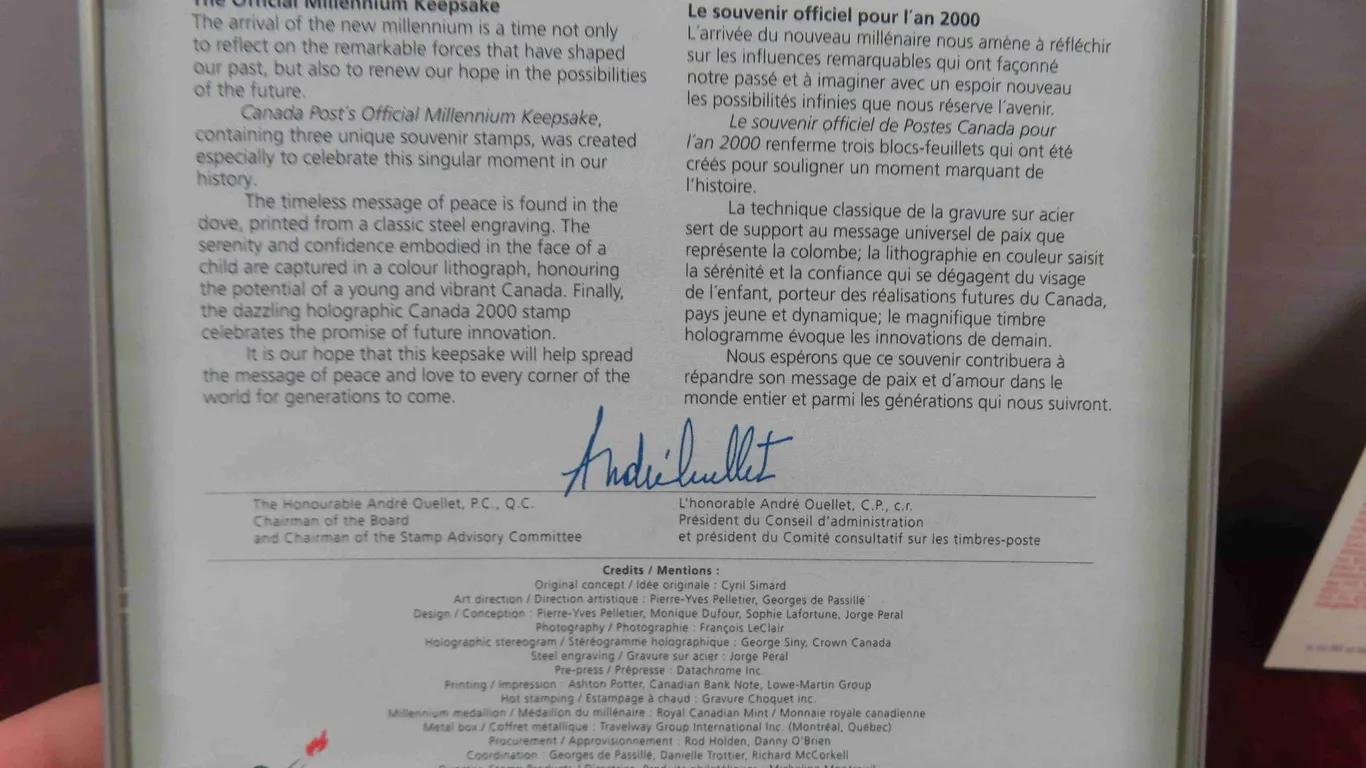 The Official Millennium Keepsake
The arrival of the new millennium is a time not only
to reflect on the remarkable forces that have shaped
our past, but also to renew our hope in the possibilities
of the future.
Canada Post's Official Millennium Keepsake,
containing three unique souvenir stamps, was created
especially to celebrate this singular moment in our
history.
The timeless message of peace is found in the
dove, printed from a classic steel engraving. The
serenity and confidence embodied in the face of a
child are captured in a colour lithograph, honouring
the potential of a young and vibrant Canada. Finally,
the dazzling holographic Canada 2000 stamp
celebrates the promise of future innovation.
It is our hope that this keepsake will help spread
the message of peace and love to every corner of the
world for generations to come.
Le souvenir officiel pour l'an 2000
L'arrivée du nouveau millénaire nous amène à réfléchir
sur les influences remarquables qui ont façonné
notre passé et à imaginer avec un espoir nouveau
les possibilités infinies que nous réserve l'avenir.
Le souvenir officiel de Postes Canada pour
l'an 2000 renferme trois blocs-feuillets qui ont été
créés pour souligner un moment marquant de
l'histoire.
La technique classique de la gravure sur acier
sert de support au message universel de paix que
représente la colombe; la lithographie en couleur saisit
la sérénité et la confiance qui se dégagent du visage
de l'enfant, porteur des réalisations futures du Canada,
pays jeune et dynamique; le magnifique timbre
hologramme évoque les innovations de demain.
Nous espérons que ce souvenir contribuera à
répandre son message de paix et d'amour dans le
monde entier et parmi les générations qui nous suivront.
André Ouellet
The Honourable André Ouellet, P.C., Q.C.
Chairman of the Board
and Chairman of the Stamp Advisory Committee
L'honorable André Ouellet, C.P., c.r.
Président du Conseil d'administration
et président du Comité consultatif sur les timbres-poste
Credits / Mentions :
Original concept / Idée originale : Cyril Simard
Art direction / Direction artistique : Pierre-Yves Pelletier, Georges de Passillé
Design / Conception : Pierre-Yves Pelletier, Monique Dufour, Sophie Lafortune, Jorge Peral
Photography / Photographie : François LeClair
Holographic stereogram / Stéréogramme holographique : George Siny, Crown Canada
Steel engraving / Gravure sur acier : Jorge Peral
Pre-press / Prépresse : Datachrome Inc.
Printing / Impression : Ashton Potter, Canadian Bank Note, Lowe-Martin Group
Hot stamping / Estampage à chaud : Gravure Choquet inc.
Millennium medallion / Médaillon du millénaire : Royal Canadian Mint / Monnaie royale canadienne
Metal box / Coffret métallique : Travelway Group International Inc. (Montréal, Québec)
Procurement / Approvisionnement : Rod Holden, Danny O'Brien
Coordination : Georges de Passillé, Danielle Trottier, Richard McCorkell